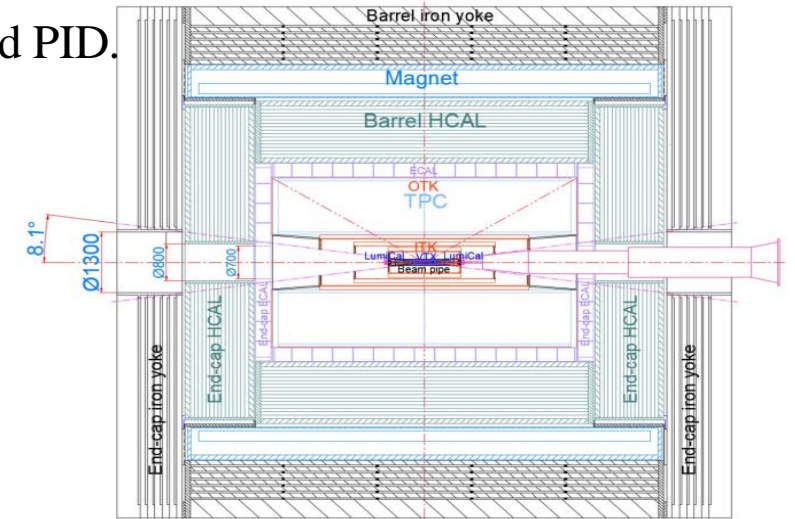 d PID.
Barrel iron yoke
Magnet
Barrel HCAL
ECAL
OTK
TPC
8.1°
Ø1300
Ø800
Ø700
ITK
LumiCal VTX LumiCal
Beam pipe
End-cap iron yoke
End-cap HCAL
End-cap ECAL
End-cap ECAL
End-cap HCAL
End-cap iron yoke